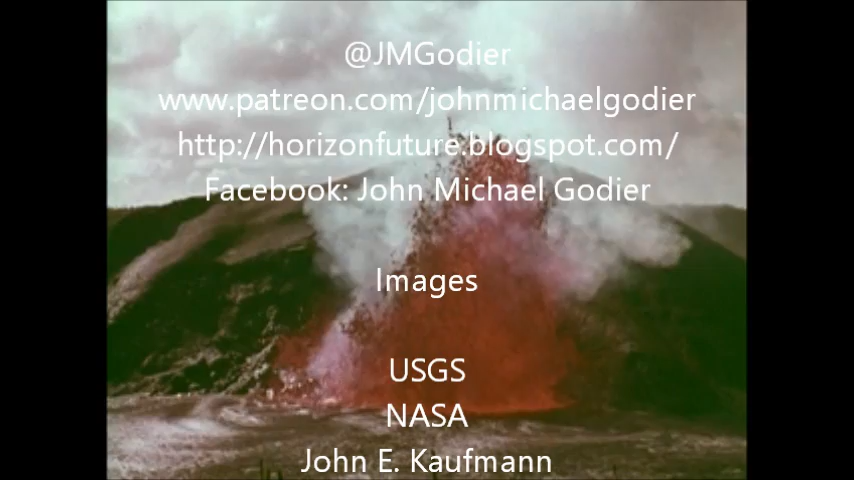 @JMGodier
www.patreon.com/johnmichaelgodier
http://horizonfuture.blogspot.com/
Facebook: John Michael Godier
Images
USGS
NASA
John E. Kaufmann